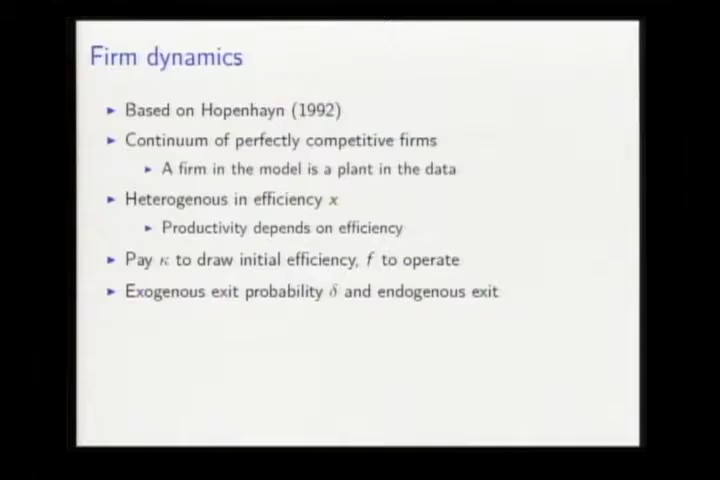 Firm dynamics
Based on Hopenhayn (1992)
Continuum of perfectly competitive firms
A firm in the model is a plant in the data
Heterogenous in efficiency x
Productivity depends on efficiency
Pay κ to draw initial efficiency, f to operate
Exogenous exit probability δ and endogenous exit